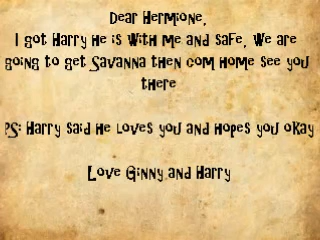 Dear Hermione,
I got Harry he is with me and safe, we are
going to get Savanna then com home see you
there
PS: Harry said he loves you and hopes you okay
Love Ginny and Harry